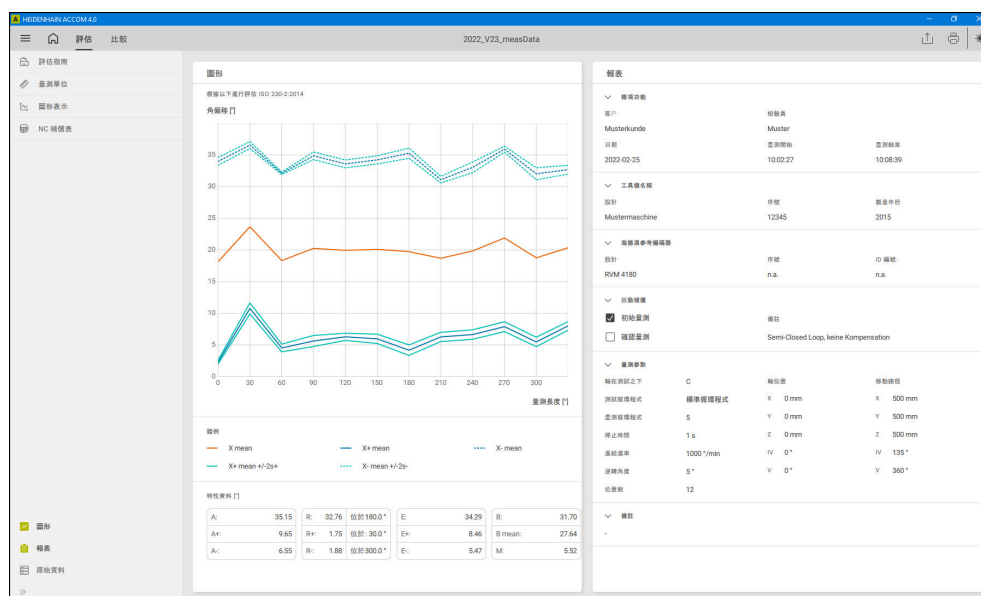 HEIDENHAIN ACCOM 4.0
評估 比較 2022_V23_measData
評估指南
量測單位
圖形表示
NC 補償表
圖形
報表
原始資料
圖形
根據以下進行評估 ISO 230-2:2014
角偏移 ["]
35
30
25
20
15
10
5
0
0 30 60 90 120 150 180 210 240 270 300
量測長度 [°]
體例
X mean X+ mean X- mean
X+ mean +/-2s+ X- mean +/-2s-
特性資料 ["]
A: 35.15 R: 32.76 位於180.0 ° E: 34.29 B: 31.70
A+: 9.65 R+: 1.75 位於: 30.0 ° E+: 8.46 B mean: 27.64
A-: 6.55 R-: 1.88 位於300.0 ° E-: 5.47 M: 5.52
報表
雜項功能
客戶 檢驗員
Musterkunde Muster
日期 量測開始 量測結束
2022-02-25 10:02:27 10:08:39
工具機名稱
設計 序號 製造年份
Mustermaschine 12345 2015
海德漢參考編碼器
設計 序號 ID 編號:
RVM 4180 n.a. n.a.
啟動補償
初始量測 備註
確認量測 Semi-Closed Loop, keine Kompensation
量測參數
軸在測試之下 C 軸位置 移動路徑
測試循環程式 標準循環程式 X 0 mm X 500 mm
量測循環程式 5 Y 0 mm Y 500 mm
停止時間 1 s Z 0 mm Z 500 mm
進給速率 1000 °/min IV 0 ° IV 135 °
逆轉角度 5 ° V 0 ° V 360 °
位置數 12
備註
-